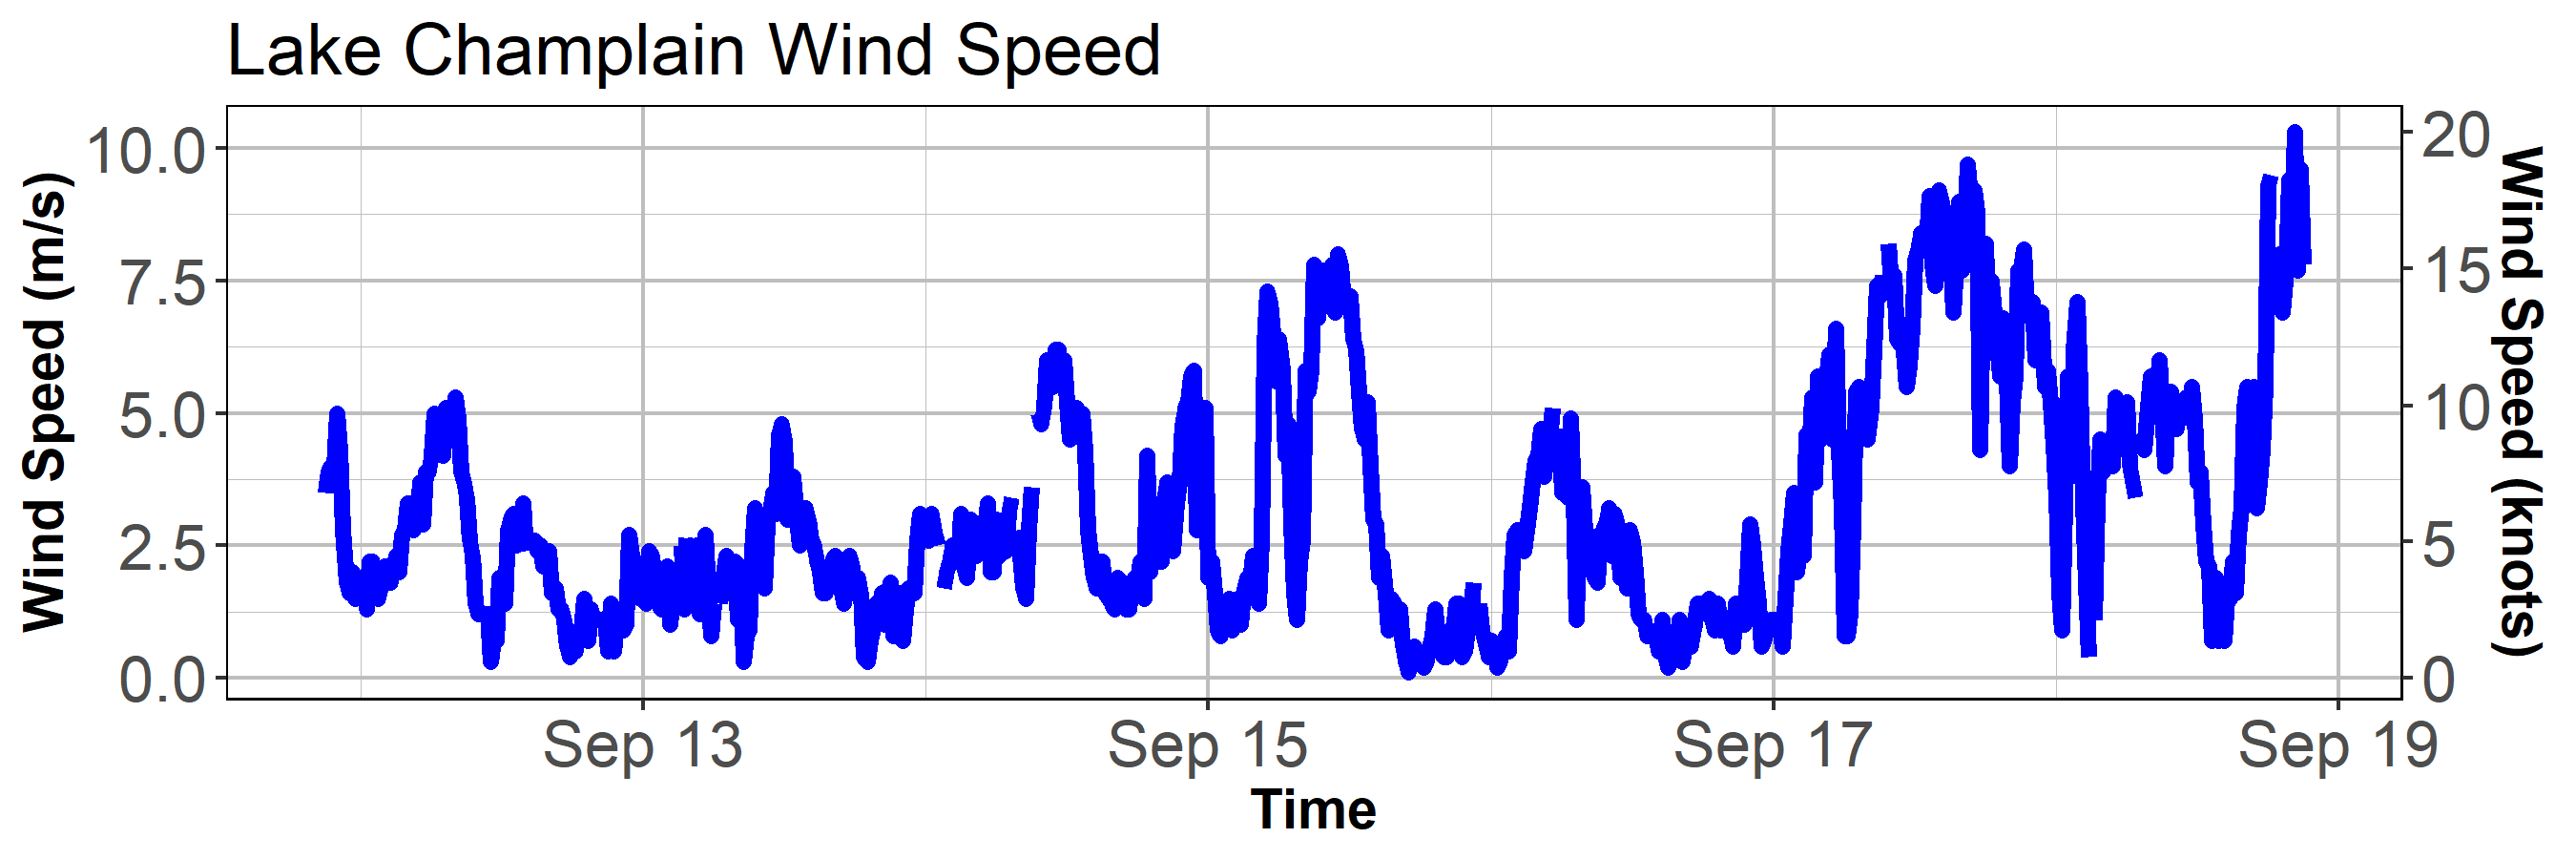 Lake Champlain Wind Speed
Wind Speed (m/s)
10.0
7.5
5.0
2.5
0.0
20
15
10
5
0
Wind Speed (knots)
Sep 13 Sep 15 Sep 17 Sep 19
Time